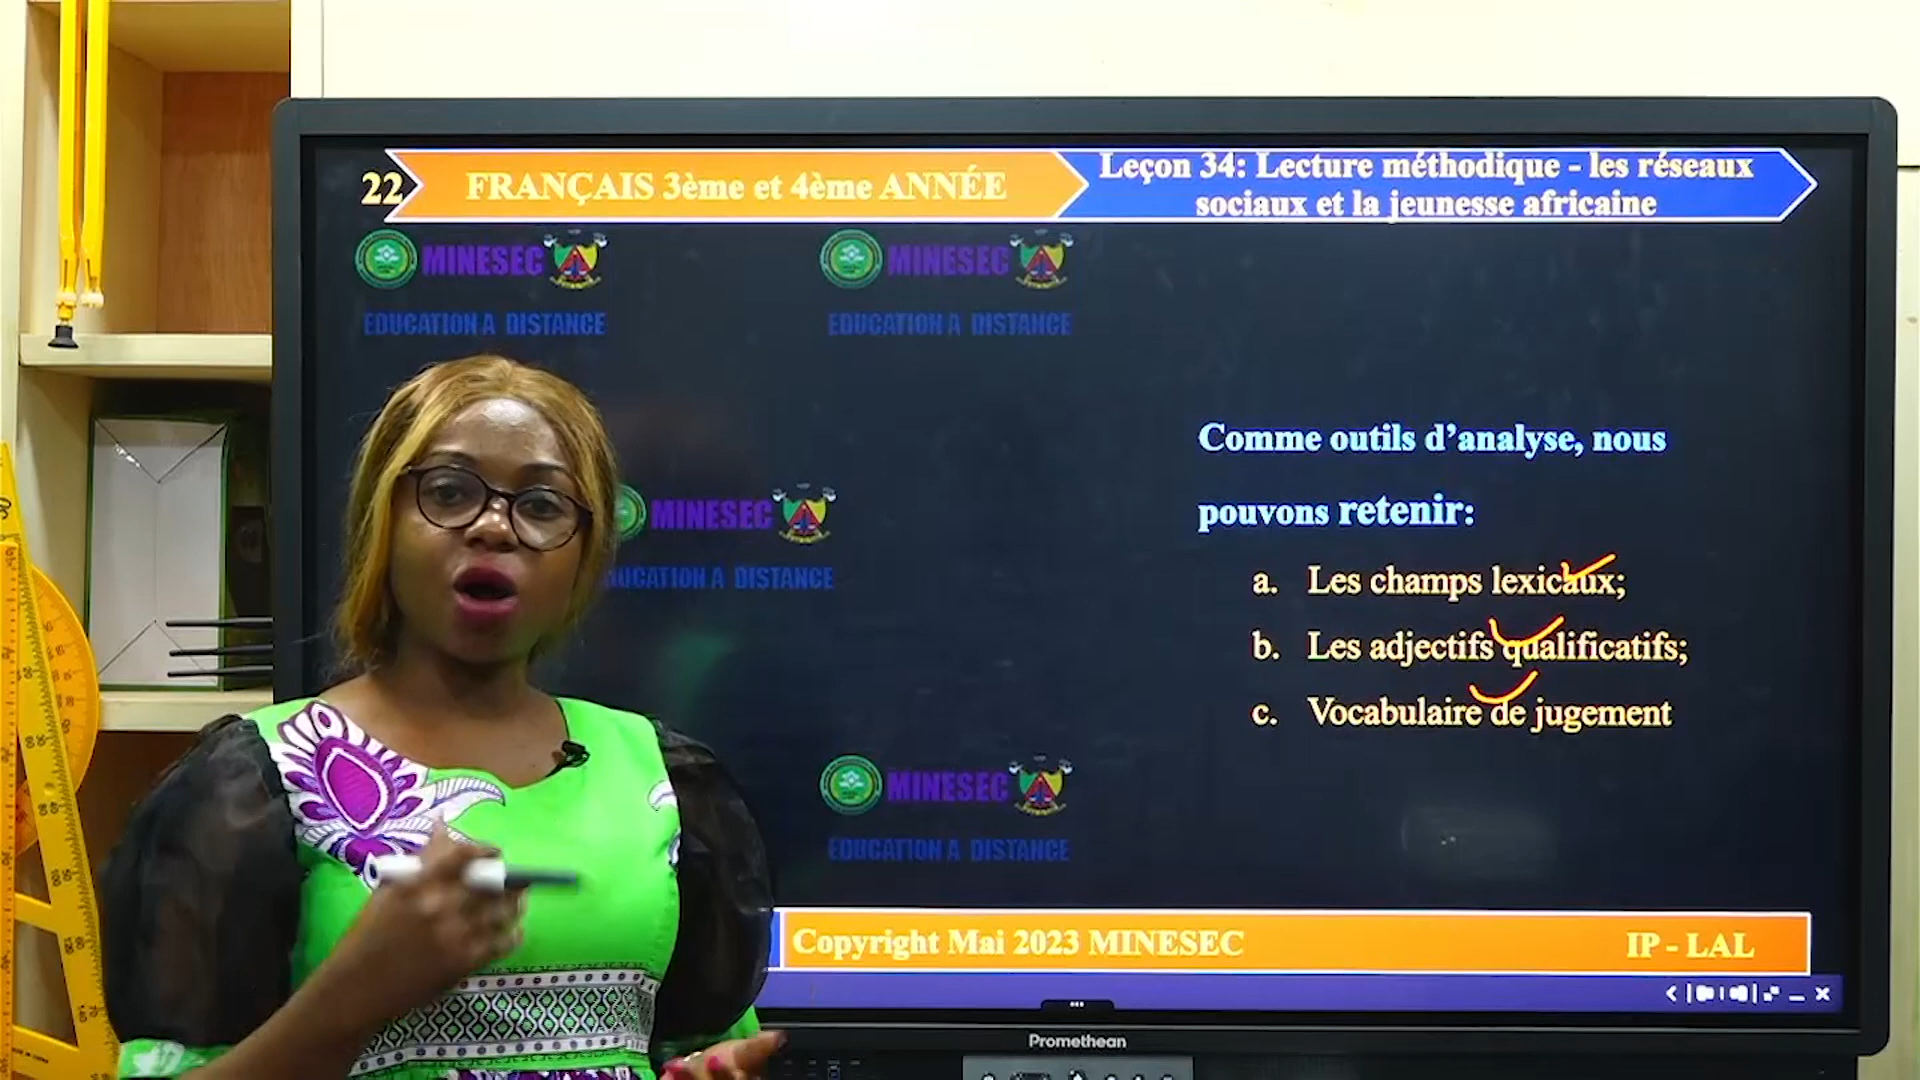 22
FRANÇAIS 3ème et 4ème ANNÉE
Leçon 34: Lecture méthodique - les réseaux
sociaux et la jeunesse africaine
MINESEC
EDUCATION A DISTANCE
MINESEC
EDUCATION A DISTANCE
MINESEC
EDUCATION A DISTANCE
Comme outils d’analyse, nous
pouvons retenir:
a. Les champs lexicaux;
b. Les adjectifs qualificatifs;
c. Vocabulaire de jugement
MINESEC
EDUCATION A DISTANCE
Copyright Mai 2023 MINESEC
IP - LAL
Promethean